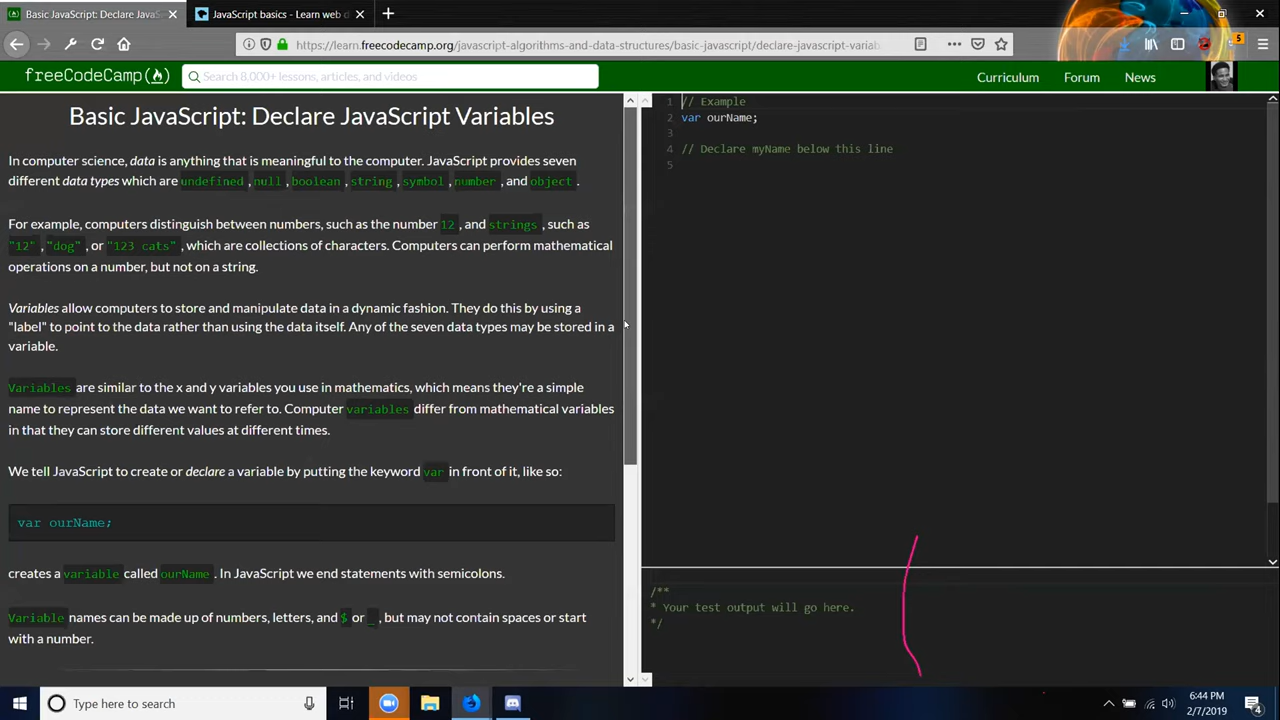 Basic JavaScript: Declare JavaS
JavaScript basics - Learn web d
https://learn.freecodecamp.org/javascript-algorithms-and-data-structures/basic-javascript/declare-javascript-variab
5
freeCodeCamp
Search 8,000+ lessons, articles, and videos
Curriculum
Forum
News
Basic JavaScript: Declare JavaScript Variables
In computer science, data is anything that is meaningful to the computer. JavaScript provides seven
different data types which are undefined , null , boolean , string , symbol , number , and object .
For example, computers distinguish between numbers, such as the number 12 , and strings , such as
"12" , "dog" , or "123 cats" , which are collections of characters. Computers can perform mathematical
operations on a number, but not on a string.
Variables allow computers to store and manipulate data in a dynamic fashion. They do this by using a
"label" to point to the data rather than using the data itself. Any of the seven data types may be stored in a
variable.
Variables are similar to the x and y variables you use in mathematics, which means they're a simple
name to represent the data we want to refer to. Computer variables differ from mathematical variables
in that they can store different values at different times.
We tell JavaScript to create or declare a variable by putting the keyword var in front of it, like so:
var ourName;
creates a variable called ourName . In JavaScript we end statements with semicolons.
Variable names can be made up of numbers, letters, and $ or _ , but may not contain spaces or start
with a number.
1 // Example
2 var ourName;
3
4 // Declare myName below this line
5
/**
* Your test output will go here.
*/
Type here to search
6:44 PM
2/7/2019
4